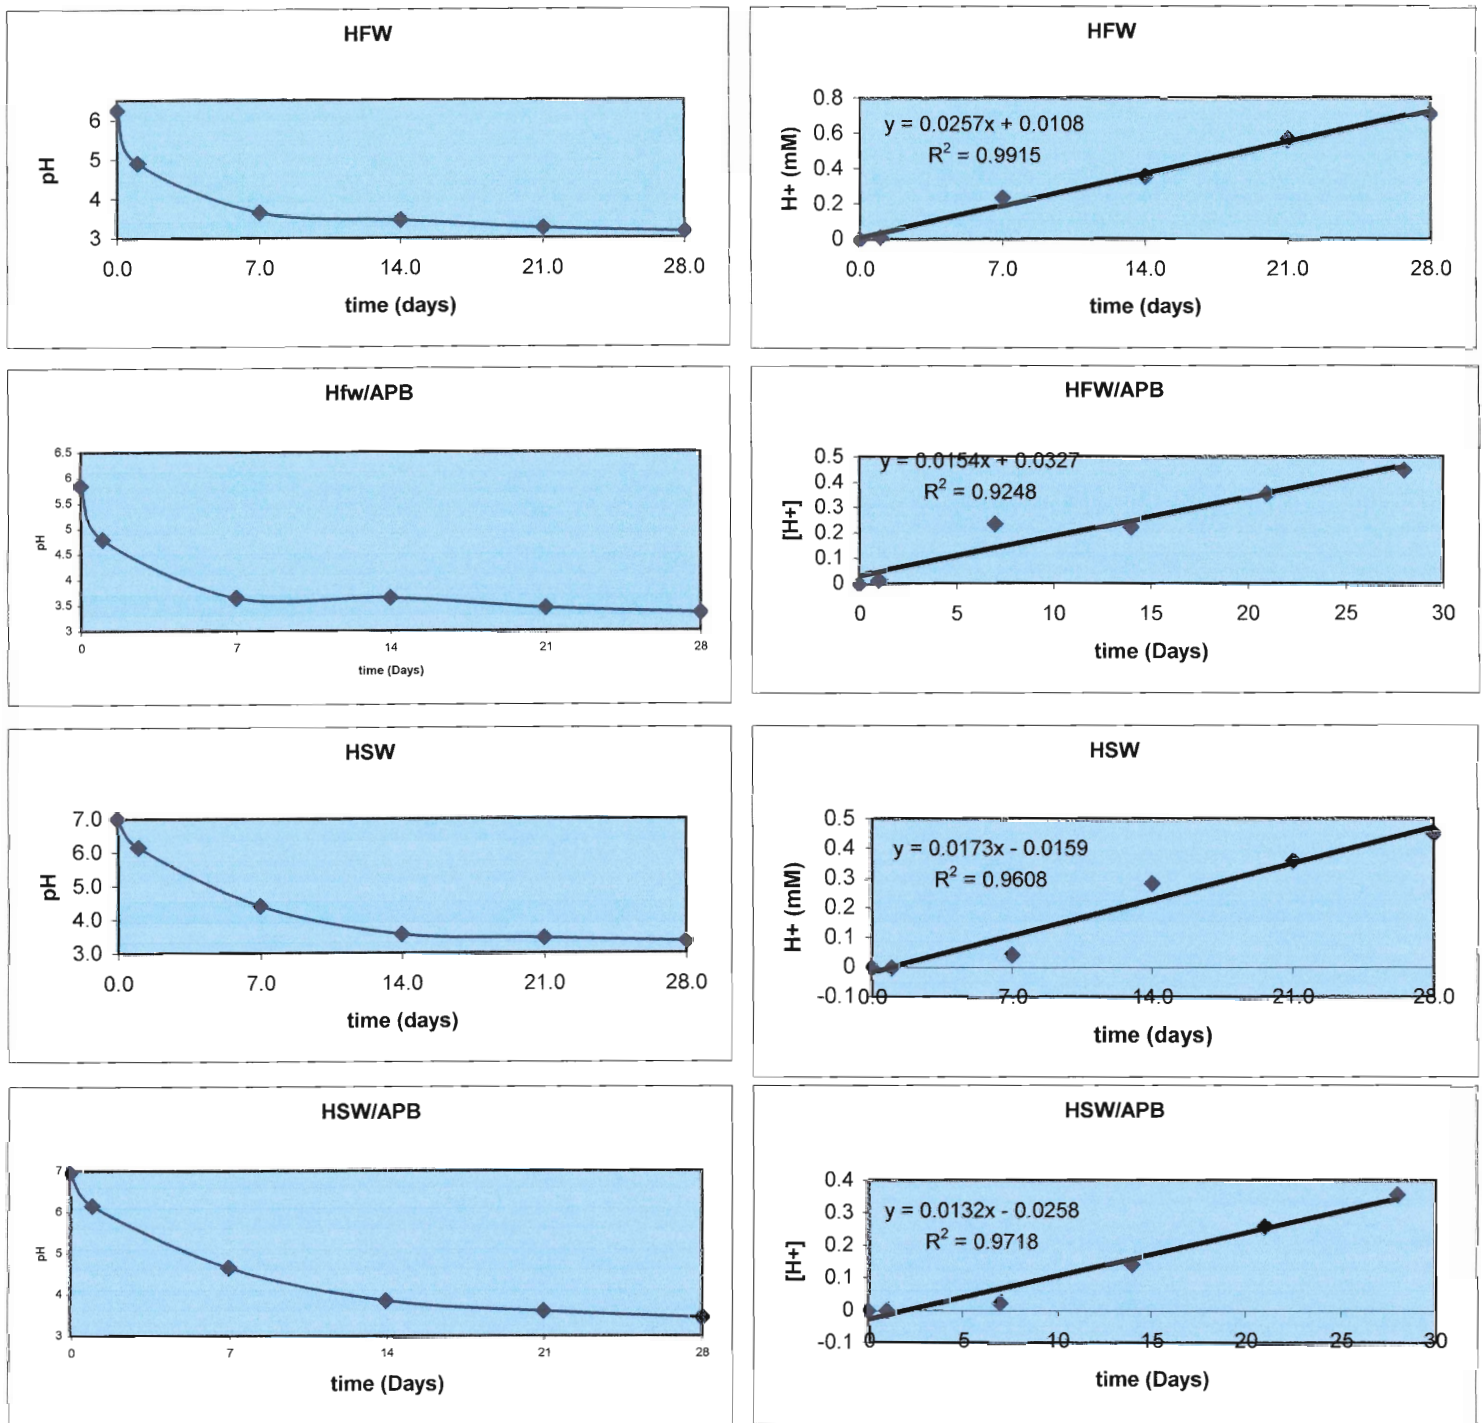 HFW
pH
6
5
4
3
0.0 7.0 14.0 21.0 28.0
time (days)
HFW
H+ (mM)
0.8
0.6
0.4
0.2
0
y = 0.0257x + 0.0108
R² = 0.9915
0.0 7.0 14.0 21.0 28.0
time (days)
Hfw/APB
pH
6.5
6
5.5
5
4.5
4
3.5
3
0 7 14 21 28
time (Days)
HFW/APB
[H+]
0.5
0.4
0.3
0.2
0.1
0
y = 0.0154x + 0.0327
R² = 0.9248
0 5 10 15 20 25 30
time (Days)
HSW
pH
7.0
6.0
5.0
4.0
3.0
0.0 7.0 14.0 21.0 28.0
time (days)
HSW
H+ (mM)
0.5
0.4
0.3
0.2
0.1
0
-0.1
y = 0.0173x - 0.0159
R² = 0.9608
0.0 7.0 14.0 21.0 28.0
time (days)
HSW/APB
pH
7
6
5
4
3
0 7 14 21 28
time (Days)
HSW/APB
[H+]
0.4
0.3
0.2
0.1
0
-0.1
y = 0.0132x - 0.0258
R² = 0.9718
0 5 10 15 20 25 30
time (Days)